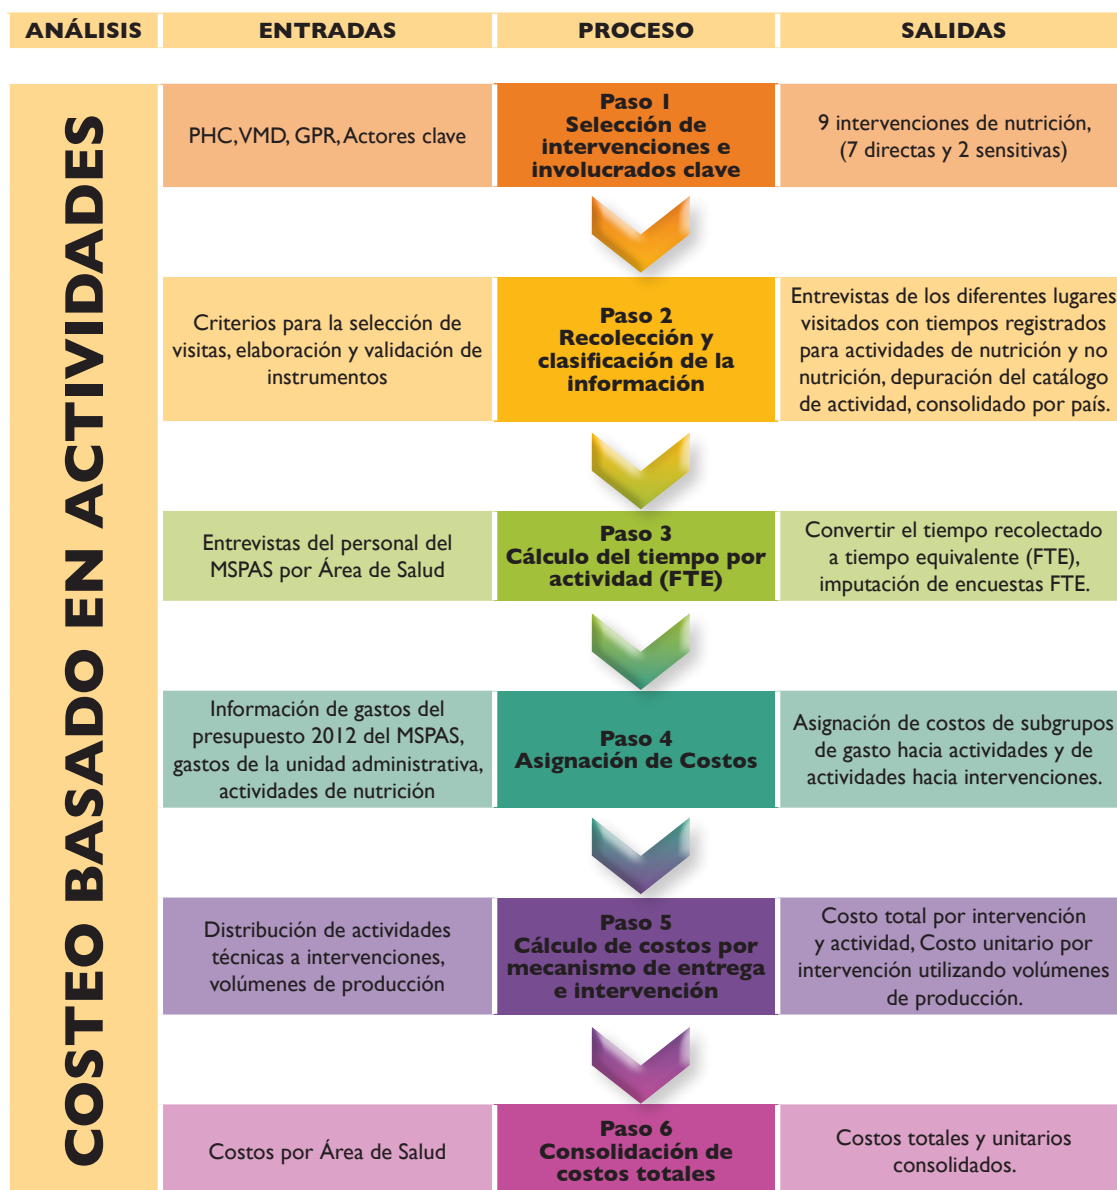 ANÁLISIS
ENTRADAS
PROCESO
SALIDAS
COSTEO BASADO EN ACTIVIDADES
PHC, VMD, GPR, Actores clave
Paso 1
Selección de
intervenciones e
involucrados clave
9 intervenciones de nutrición,
(7 directas y 2 sensitivas)
Criterios para la selección de
visitas, elaboración y validación de
instrumentos
Paso 2
Recolección y
clasificación de la
información
Entrevistas de los diferentes lugares
visitados con tiempos registrados
para actividades de nutrición y no
nutrición, depuración del catálogo
de actividad, consolidado por país.
Entrevistas del personal del
MSPAS por Área de Salud
Paso 3
Cálculo del tiempo por
actividad (FTE)
Convertir el tiempo recolectado
a tiempo equivalente (FTE),
imputación de encuestas FTE.
Información de gastos del
presupuesto 2012 del MSPAS,
gastos de la unidad administrativa,
actividades de nutrición
Paso 4
Asignación de Costos
Asignación de costos de subgrupos
de gasto hacia actividades y de
actividades hacia intervenciones.
Distribución de actividades
técnicas a intervenciones,
volúmenes de producción
Paso 5
Cálculo de costos por
mecanismo de entrega
e intervención
Costo total por intervención
y actividad, Costo unitario por
intervención utilizando volúmenes
de producción.
Costos por Área de Salud
Paso 6
Consolidación de
costos totales
Costos totales y unitarios
consolidados.